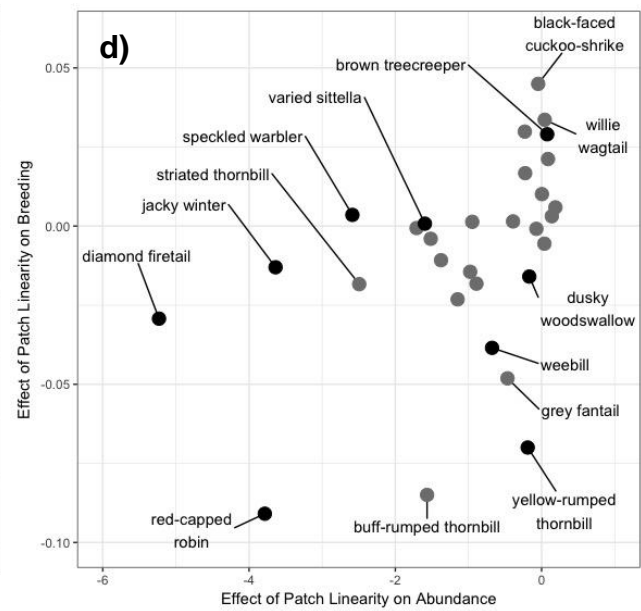 d)
black-faced
cuckoo-shrike
brown treecreeper
varied sittella
willie
wagtail
speckled warbler
striated thornbill
jacky winter
diamond firetail
dusky
woodswallow
weebill
grey fantail
yellow-rumped
thornbill
buff-rumped thornbill
red-capped
robin
0.05
0.00
-0.05
-0.10
Effect of Patch Linearity on Breeding
-6
-4
-2
0
Effect of Patch Linearity on Abundance